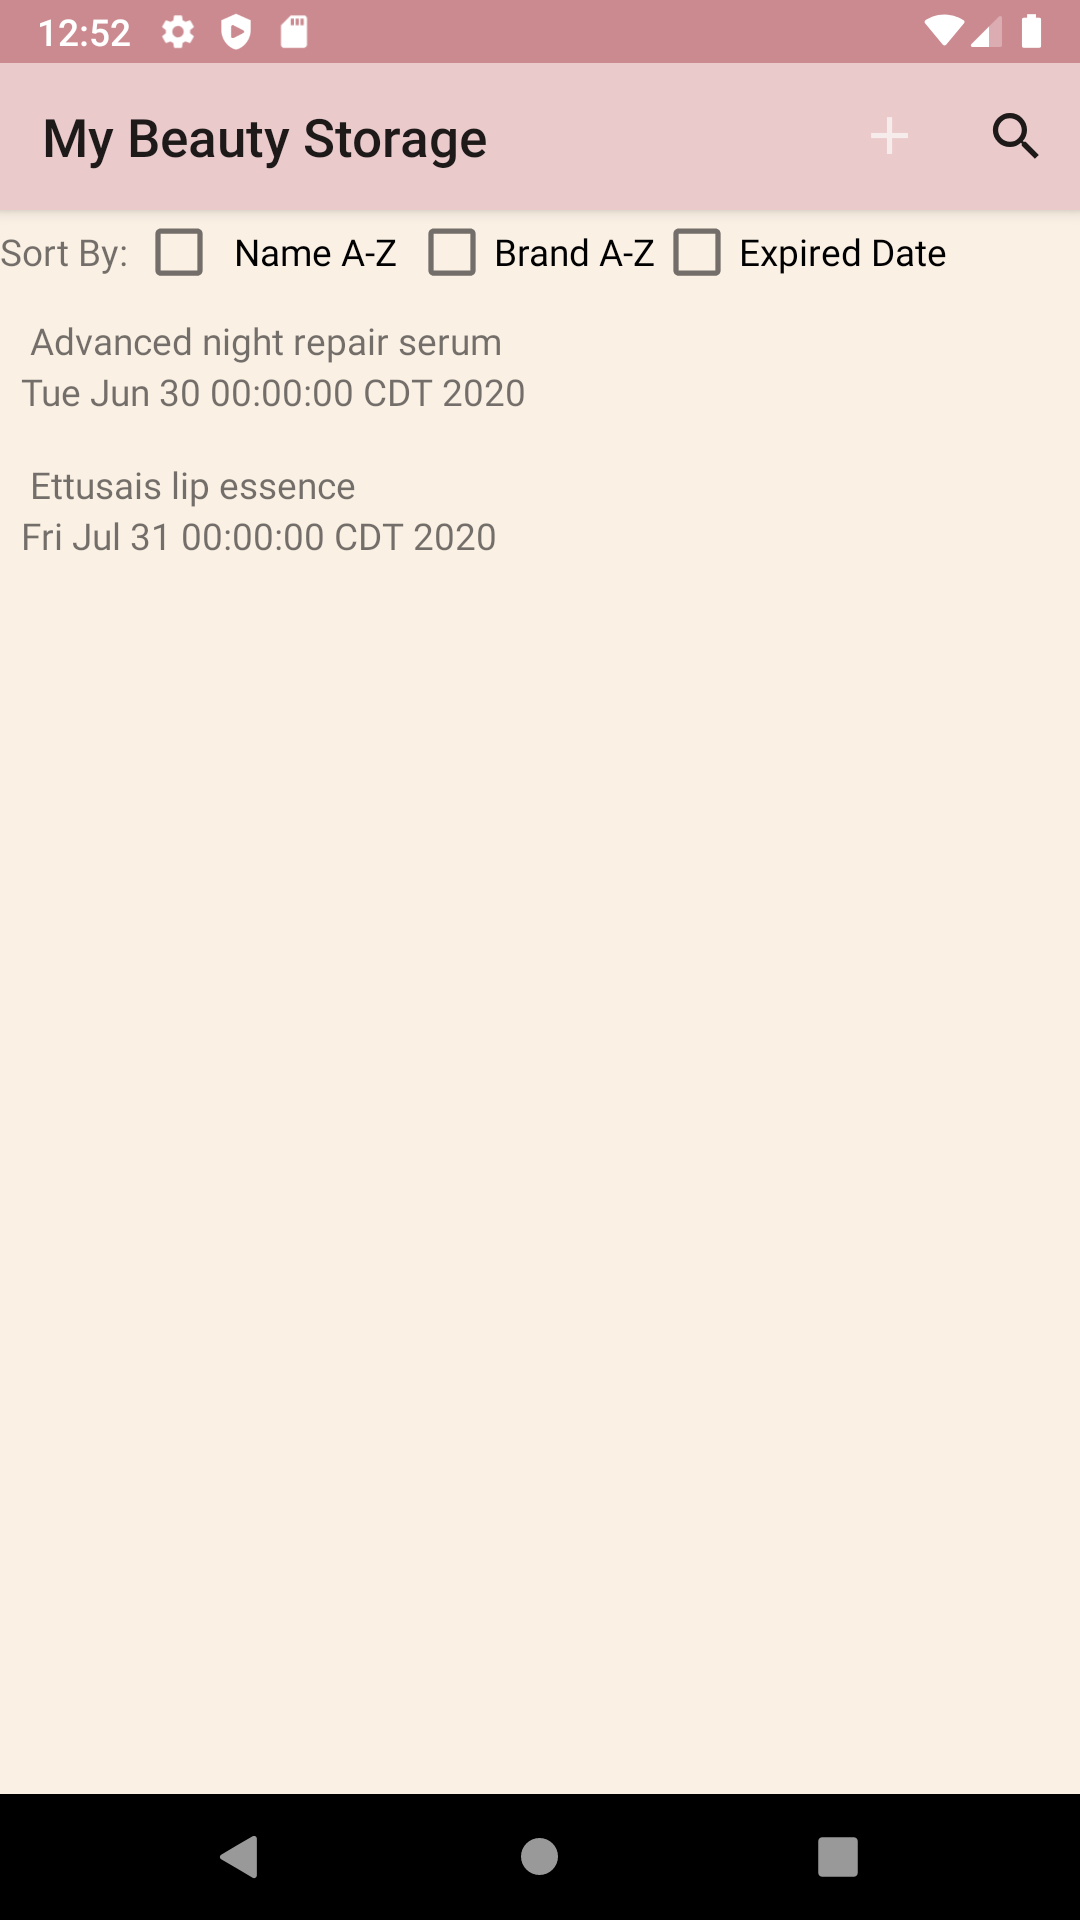 12:52
My Beauty Storage
Sort By: Name A-Z Brand A-Z Expired Date
Advanced night repair serum
Tue Jun 30 00:00:00 CDT 2020
Ettusais lip essence
Fri Jul 31 00:00:00 CDT 2020